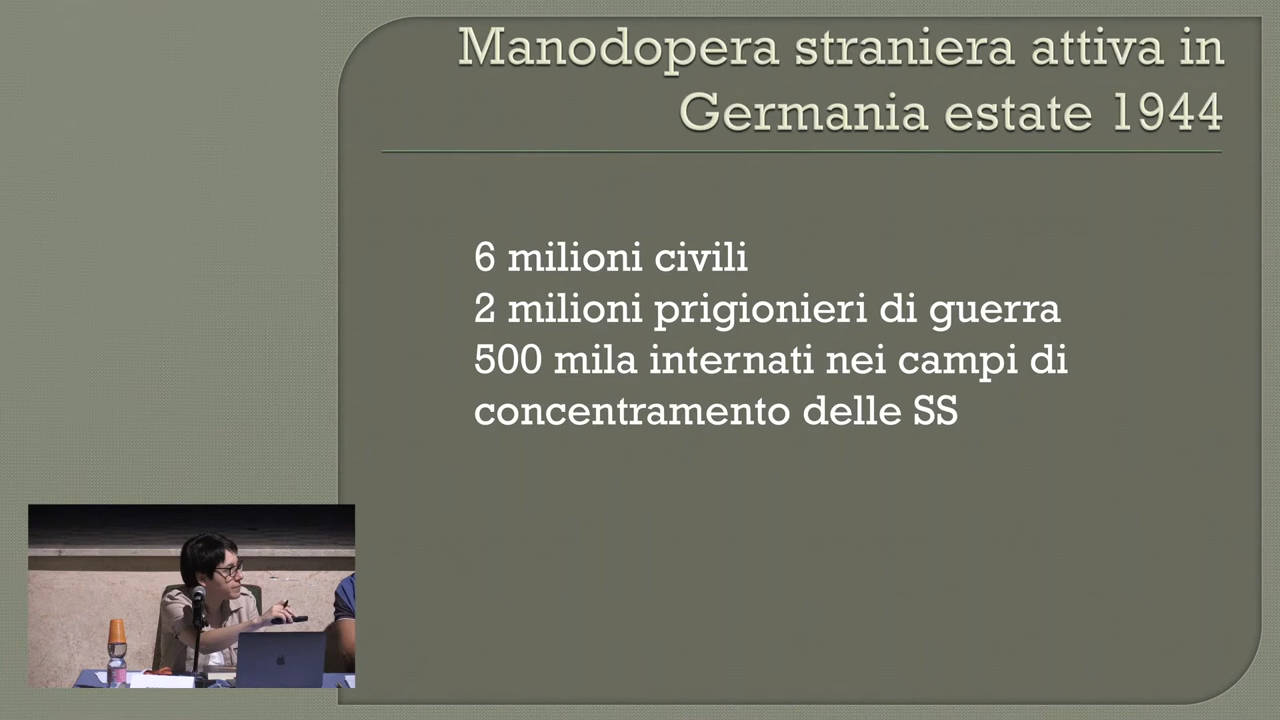 Manodopera straniera attiva in
Germania estate 1944
6 milioni civili
2 milioni prigionieri di guerra
500 mila internati nei campi di
concentramento delle SS